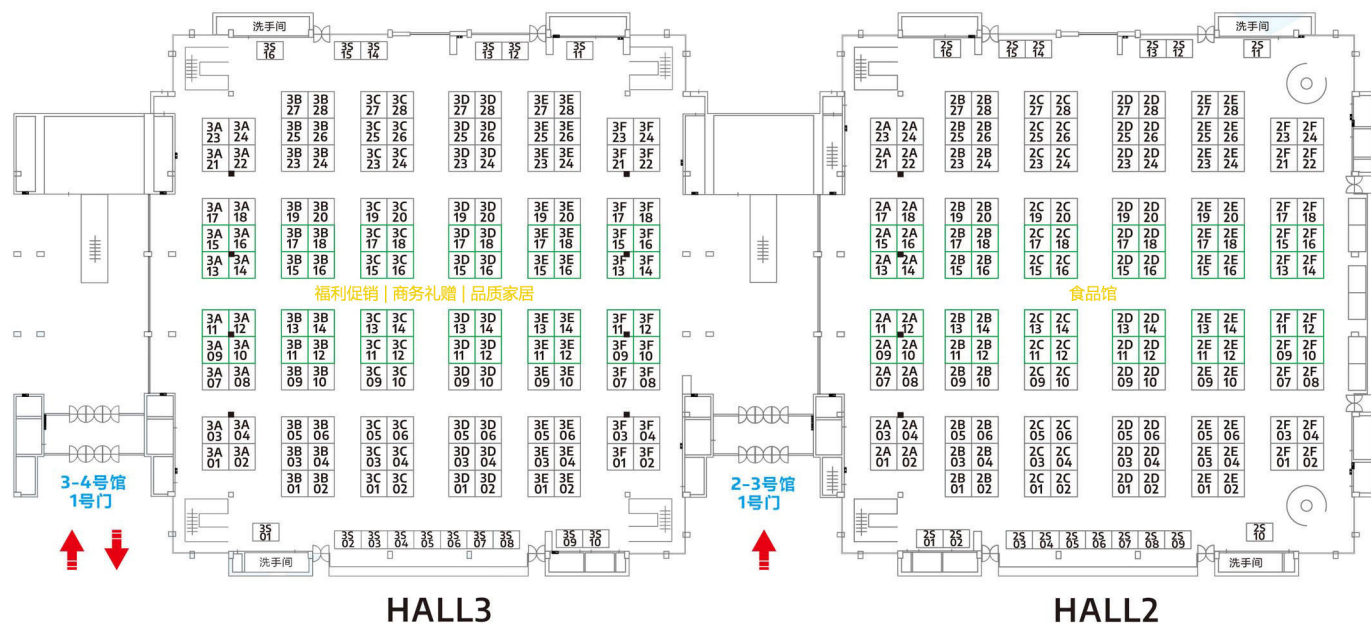 洗手间
洗手间
3S 16 3S 15 3S 14 3S 13 3S 12 3S 11
2S 16 2S 15 2S 14 2S 13 2S 12 2S 11
3B 27 3B 28 3C 27 3C 28 3D 27 3D 28 3E 27 3E 28
2B 27 2B 28 2C 27 2C 28 2D 27 2D 28 2E 27 2E 28
3A 23 3A 24 3B 25 3B 26 3C 25 3C 26 3D 25 3D 26 3E 25 3E 26 3F 23 3F 24
2A 23 2A 24 2B 25 2B 26 2C 25 2C 26 2D 25 2D 26 2E 25 2E 26 2F 23 2F 24
3A 21 3A 22 3B 23 3B 24 3C 23 3C 24 3D 23 3D 24 3E 23 3E 24 3F 21 3F 22
2A 21 2A 22 2B 23 2B 24 2C 23 2C 24 2D 23 2D 24 2E 23 2E 24 2F 21 2F 22
3A 17 3A 18 3B 19 3B 20 3C 19 3C 20 3D 19 3D 20 3E 19 3E 20 3F 17 3F 18
2A 17 2A 18 2B 19 2B 20 2C 19 2C 20 2D 19 2D 20 2E 19 2E 20 2F 17 2F 18
3A 15 3A 16 3B 17 3B 18 3C 17 3C 18 3D 17 3D 18 3E 17 3E 18 3F 15 3F 16
2A 15 2A 16 2B 17 2B 18 2C 17 2C 18 2D 17 2D 18 2E 17 2E 18 2F 15 2F 16
3A 13 3A 14 3B 15 3B 16 3C 15 3C 16 3D 15 3D 16 3E 15 3E 16 3F 13 3F 14
2A 13 2A 14 2B 15 2B 16 2C 15 2C 16 2D 15 2D 16 2E 15 2E 16 2F 13 2F 14
福利促销 | 商务礼赠 | 品质家居
食品馆
3A 11 3A 12 3B 13 3B 14 3C 13 3C 14 3D 13 3D 14 3E 13 3E 14 3F 11 3F 12
2A 11 2A 12 2B 13 2B 14 2C 13 2C 14 2D 13 2D 14 2E 13 2E 14 2F 11 2F 12
3A 09 3A 10 3B 11 3B 12 3C 11 3C 12 3D 11 3D 12 3E 11 3E 12 3F 09 3F 10
2A 09 2A 10 2B 11 2B 12 2C 11 2C 12 2D 11 2D 12 2E 11 2E 12 2F 09 2F 10
3A 07 3A 08 3B 09 3B 10 3C 09 3C 10 3D 09 3D 10 3E 09 3E 10 3F 07 3F 08
2A 07 2A 08 2B 09 2B 10 2C 09 2C 10 2D 09 2D 10 2E 09 2E 10 2F 07 2F 08
3A 03 3A 04 3B 05 3B 06 3C 05 3C 06 3D 05 3D 06 3E 05 3E 06 3F 03 3F 04
2A 03 2A 04 2B 05 2B 06 2C 05 2C 06 2D 05 2D 06 2E 05 2E 06 2F 03 2F 04
3A 01 3A 02 3B 03 3B 04 3C 03 3C 04 3D 03 3D 04 3E 03 3E 04 3F 01 3F 02
2A 01 2A 02 2B 03 2B 04 2C 03 2C 04 2D 03 2D 04 2E 03 2E 04 2F 01 2F 02
3B 01 3B 02 3C 01 3C 02 3D 01 3D 02 3E 01 3E 02
2B 01 2B 02 2C 01 2C 02 2D 01 2D 02 2E 01 2E 02
3-4号馆
1号门
2-3号馆
1号门
3S 01 3S 02 3S 03 3S 04 3S 05 3S 06 3S 07 3S 08 3S 09 3S 10
2S 01 2S 02 2S 03 2S 04 2S 05 2S 06 2S 07 2S 08 2S 09 2S 10
洗手间
洗手间
HALL3
HALL2